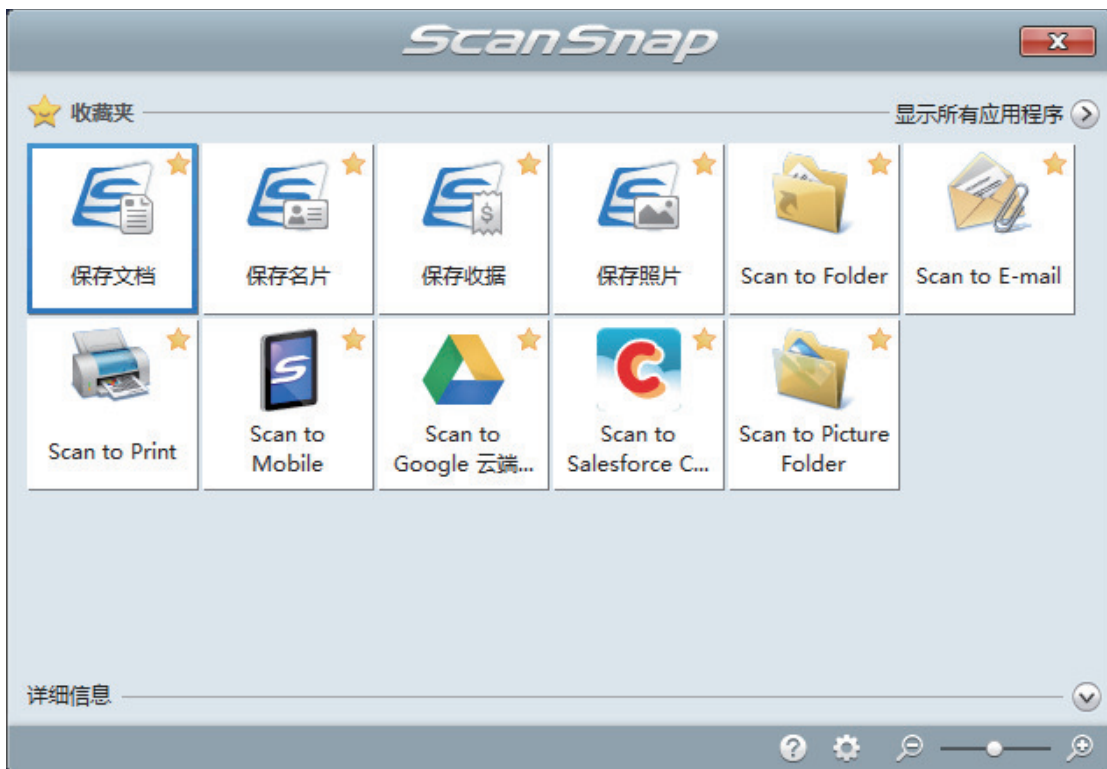 ScanSnap
收藏夹
显示所有应用程序
保存文档
保存名片
保存收据
保存照片
Scan to Folder
Scan to E-mail
Scan to Print
Scan to
Mobile
Scan to
Google 云端...
Scan to
Salesforce C...
Scan to Picture
Folder
详细信息